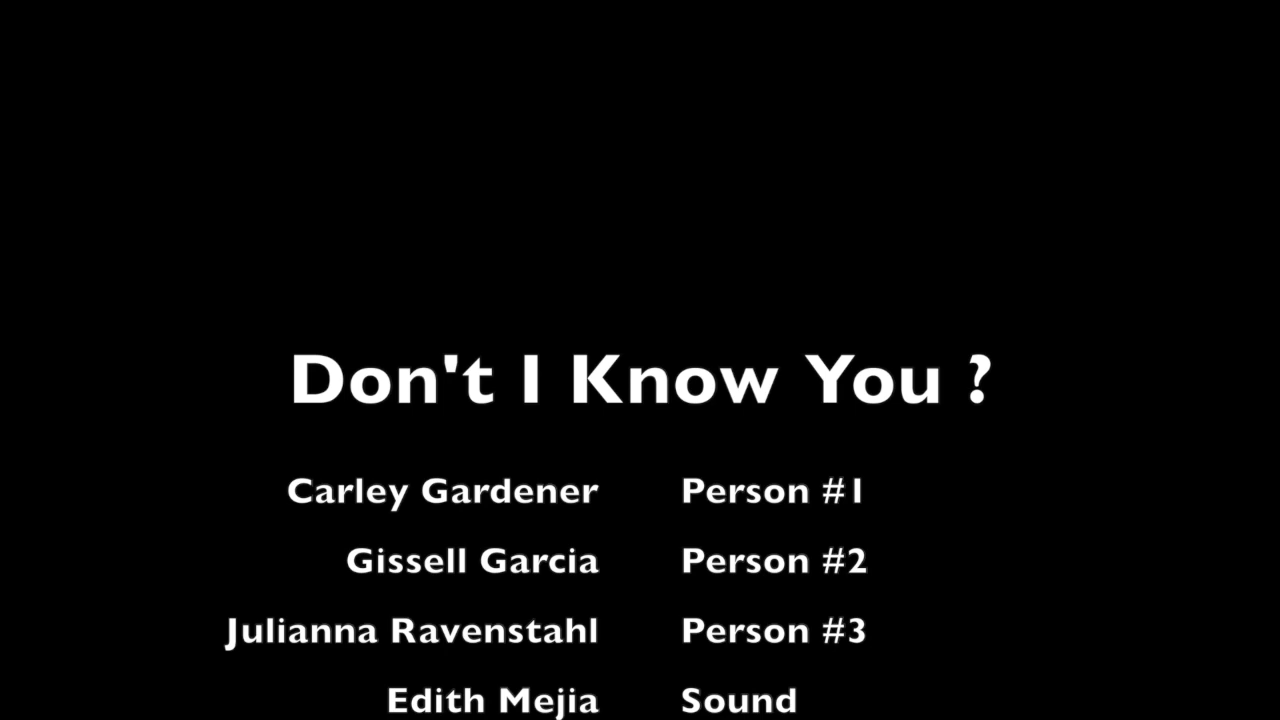 Don't I Know You ?
Carley Gardener Person #1
Gissell Garcia Person #2
Julianna Ravenstahl Person #3
Edith Mejia Sound